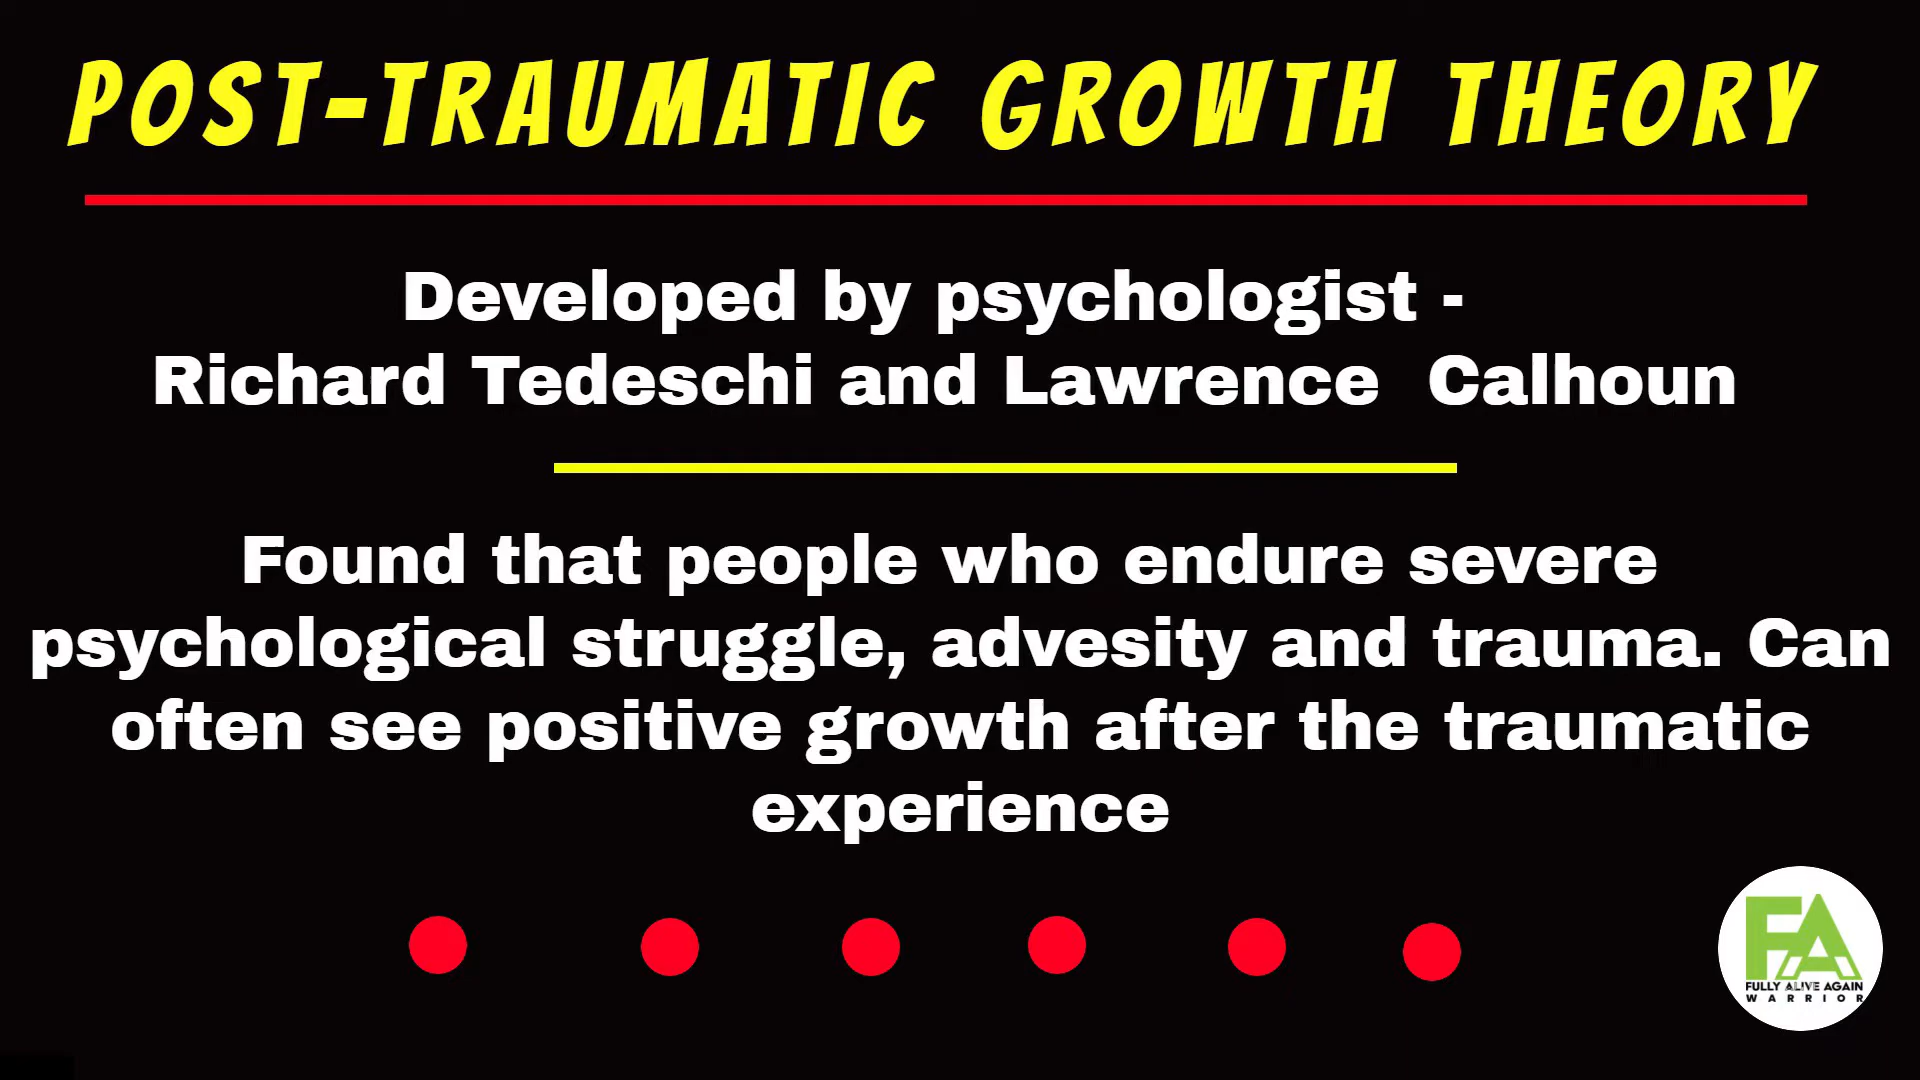 POST-TRAUMATIC GROWTH THEORY
Developed by psychologist -
Richard Tedeschi and Lawrence Calhoun
Found that people who endure severe
psychological struggle, advesity and trauma. Can
often see positive growth after the traumatic
experience
FA
FULLY ALIVE AGAIN
WARRIOR